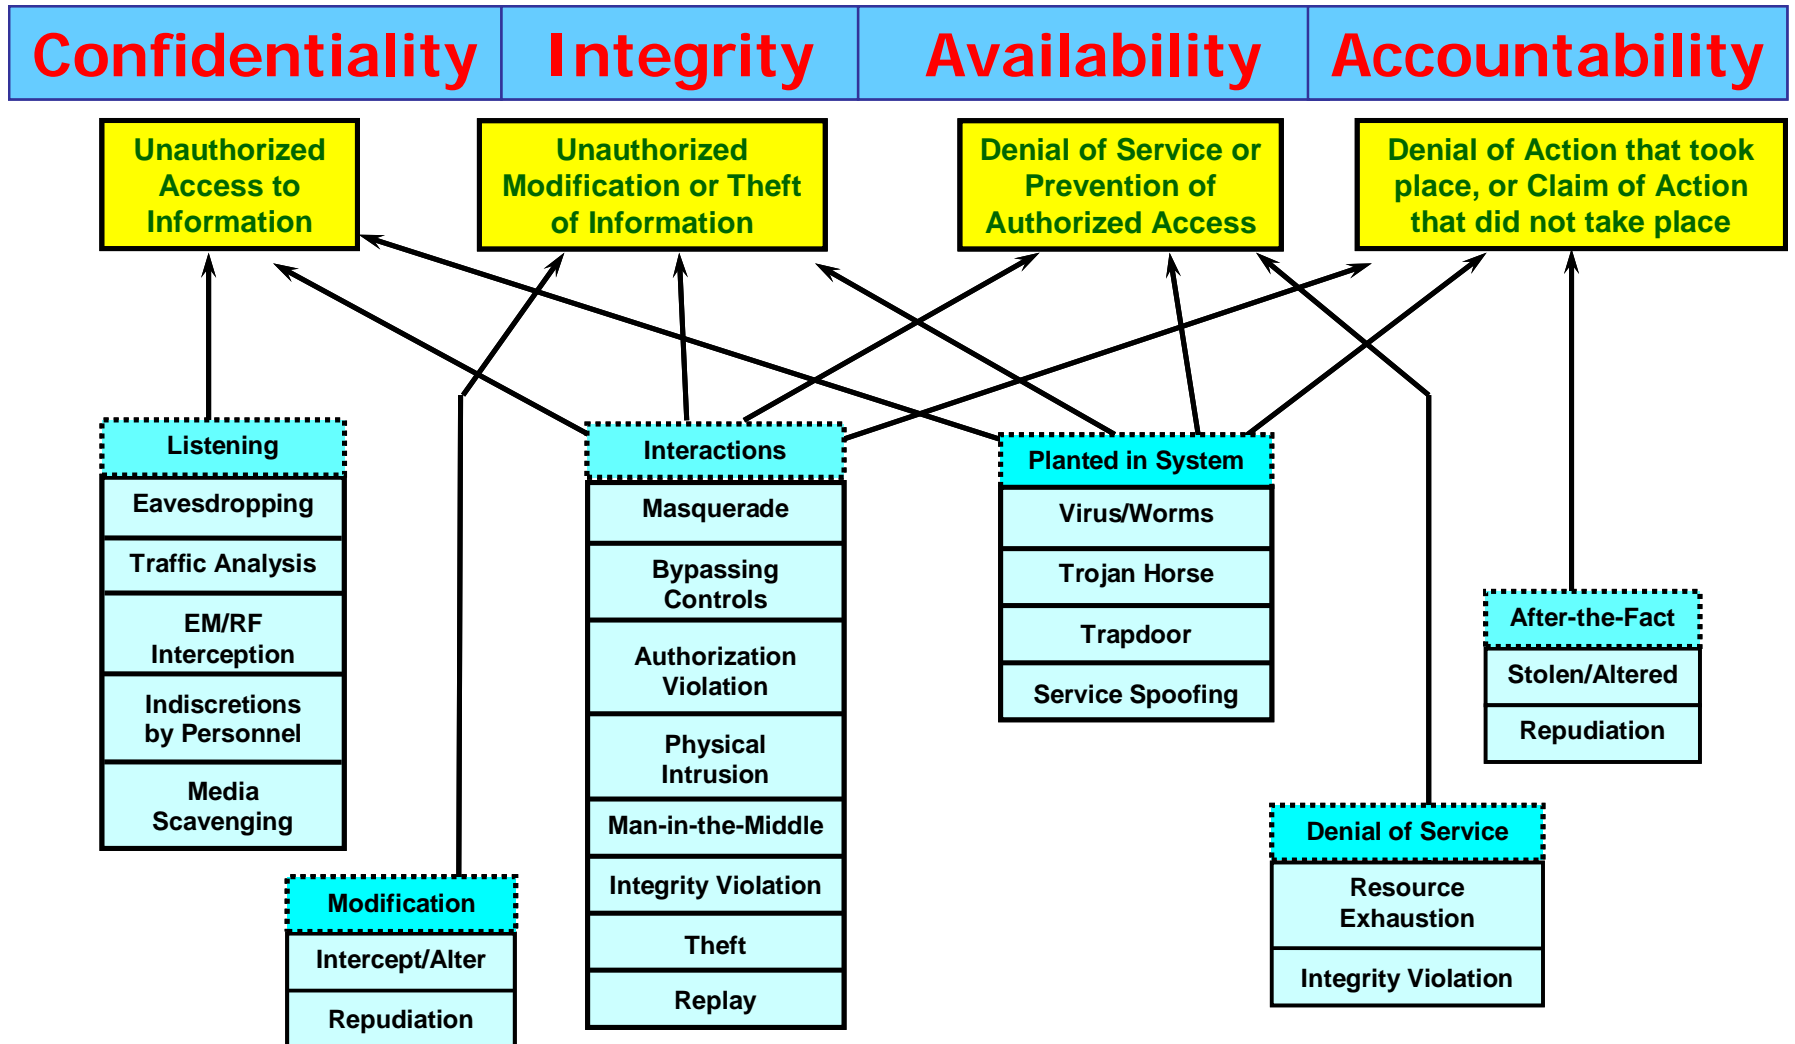 Confidentiality
Integrity
Availability
Accountability
Unauthorized
Access to
Information
Unauthorized
Modification or Theft
of Information
Denial of Service or
Prevention of
Authorized Access
Denial of Action that took
place, or Claim of Action
that did not take place
Listening
Eavesdropping
Traffic Analysis
EM/RF
Interception
Indiscretions
by Personnel
Media
Scavenging
Modification
Intercept/Alter
Repudiation
Interactions
Masquerade
Bypassing
Controls
Authorization
Violation
Physical
Intrusion
Man-in-the-Middle
Integrity Violation
Theft
Replay
Planted in System
Virus/Worms
Trojan Horse
Trapdoor
Service Spoofing
Denial of Service
Resource
Exhaustion
Integrity Violation
After-the-Fact
Stolen/Altered
Repudiation